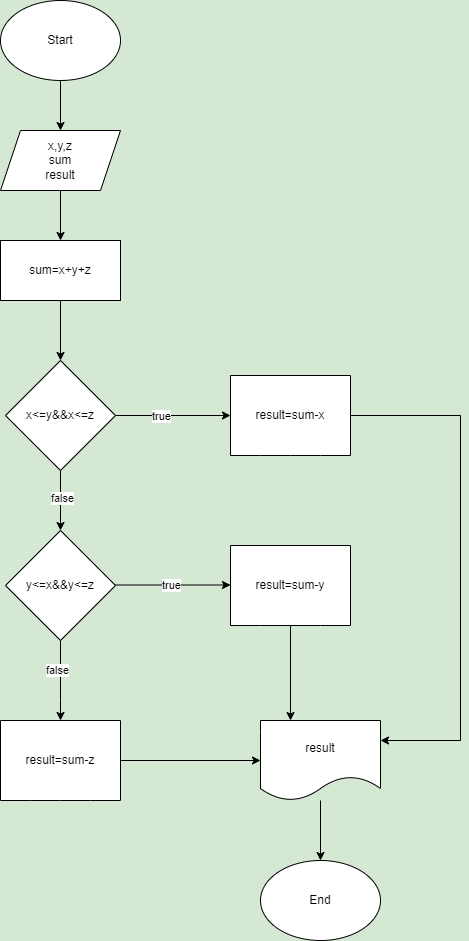 Start
x,y,z
sum
result
sum=x+y+z
x<=y&&x<=z
true
result=sum-x
false
y<=x&&y<=z
true
result=sum-y
false
result=sum-z
result
End